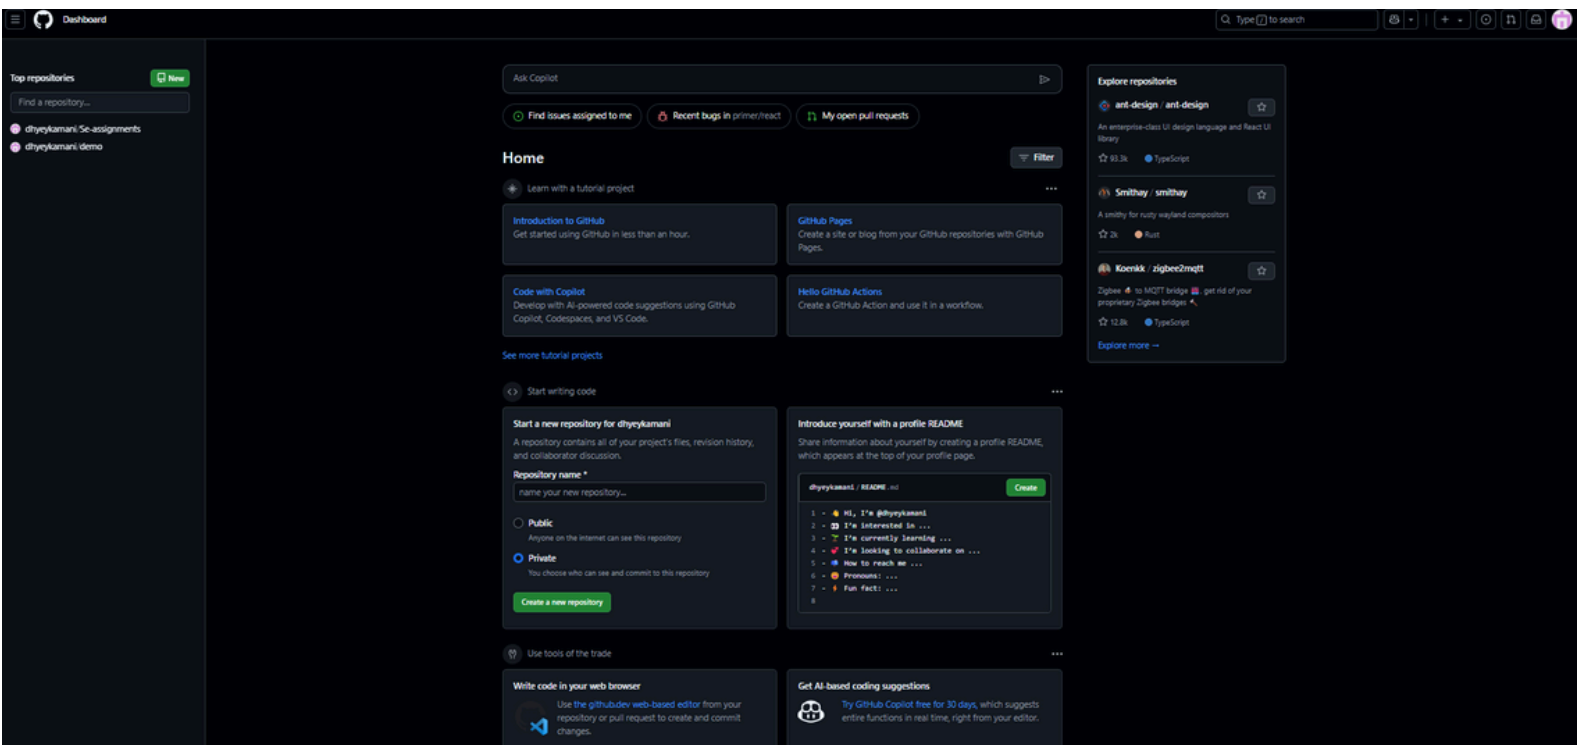 Dashboard
Type / to search
Top repositories
New
Find a repository...
dhyeykamani/Se-assignments
dhyeykamani/demo
Ask Copilot
Find issues assigned to me
Recent bugs in primer/react
My open pull requests
Home
Filter
Learn with a tutorial project
Introduction to GitHub
Get started using GitHub in less than an hour.
GitHub Pages
Create a site or blog from your GitHub repositories with GitHub
Pages.
Code with Copilot
Develop with AI-powered code suggestions using GitHub
Copilot, Codespaces, and VS Code.
Hello GitHub Actions
Create a GitHub Action and use it in a workflow.
See more tutorial projects
Start writing code
Start a new repository for dhyeykamani
A repository contains all of your project's files, revision history,
and collaborator discussion.
Repository name *
name your new repository...
Public
Anyone on the internet can see this repository
Private
You choose who can see and commit to this repository
Create a new repository
Introduce yourself with a profile README
Share information about yourself by creating a profile README,
which appears at the top of your profile page.
dhyeykamani / README.md
Create
1 - 👋 Hi, I'm @dhyeykamani
2 - 👀 I'm interested in ...
3 - 🌱 I'm currently learning ...
4 - 💞️ I'm looking to collaborate on ...
5 - 📫 How to reach me ...
6 - 😄 Pronouns: ...
7 - ⚡ Fun fact: ...
8
Use tools of the trade
Write code in your web browser
Use the github.dev web-based editor from your
repository or pull request to create and commit
changes.
Get AI-based coding suggestions
Try GitHub Copilot free for 30 days, which suggests
entire functions in real time, right from your editor.
Explore repositories
ant-design / ant-design
An enterprise-class UI design language and React UI
library
93.3k TypeScript
Smithay / smithay
A smithy for rusty wayland compositors
2k Rust
Koenkk / zigbee2mqtt
Zigbee 🐝 to MQTT bridge 🌉, get rid of your
proprietary Zigbee bridges 🔨
12.8k TypeScript
Explore more →